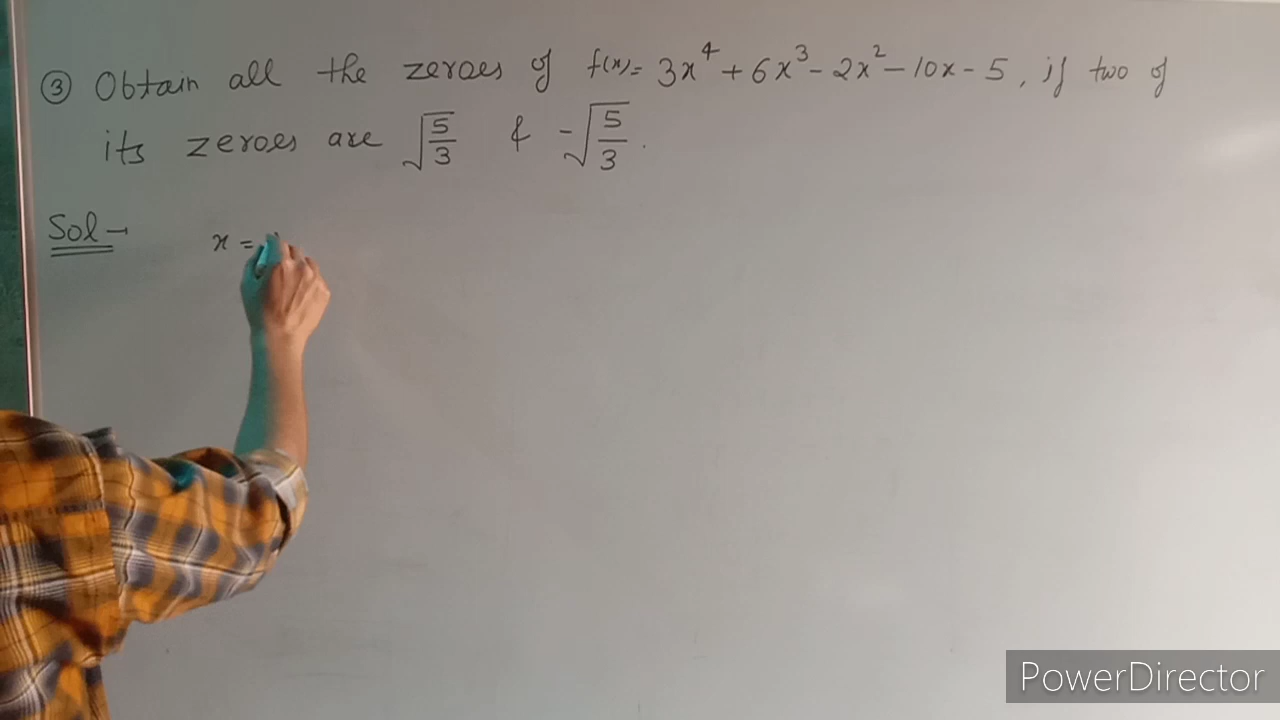 ③ Obtain all the zeroes of f(x)= 3x⁴ + 6x³ - 2x² - 10x - 5, if two of
its zeroes are √(5/3) & -√(5/3).
Sol→ x =
PowerDirector